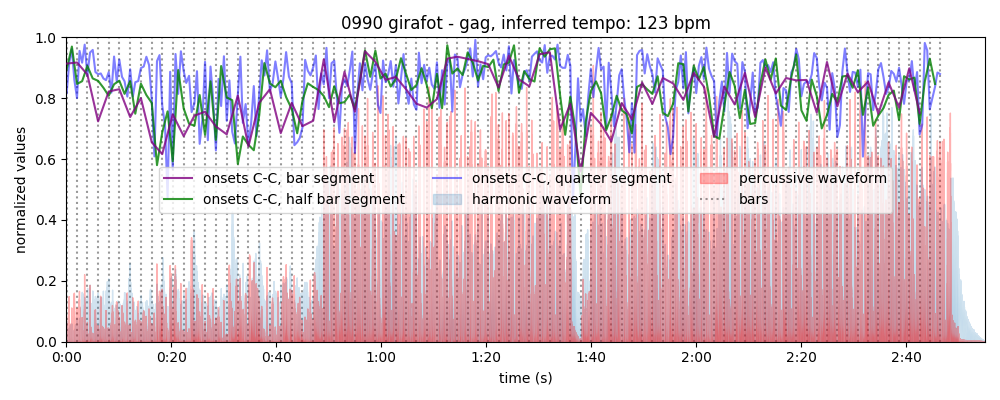 0990 girafot - gag, inferred tempo: 123 bpm
normalized values
1.0
0.8
0.6
0.4
0.2
0.0
onsets C-C, bar segment
onsets C-C, half bar segment
onsets C-C, quarter segment
harmonic waveform
percussive waveform
bars
0:00
0:20
0:40
1:00
1:20
1:40
2:00
2:20
2:40
time (s)